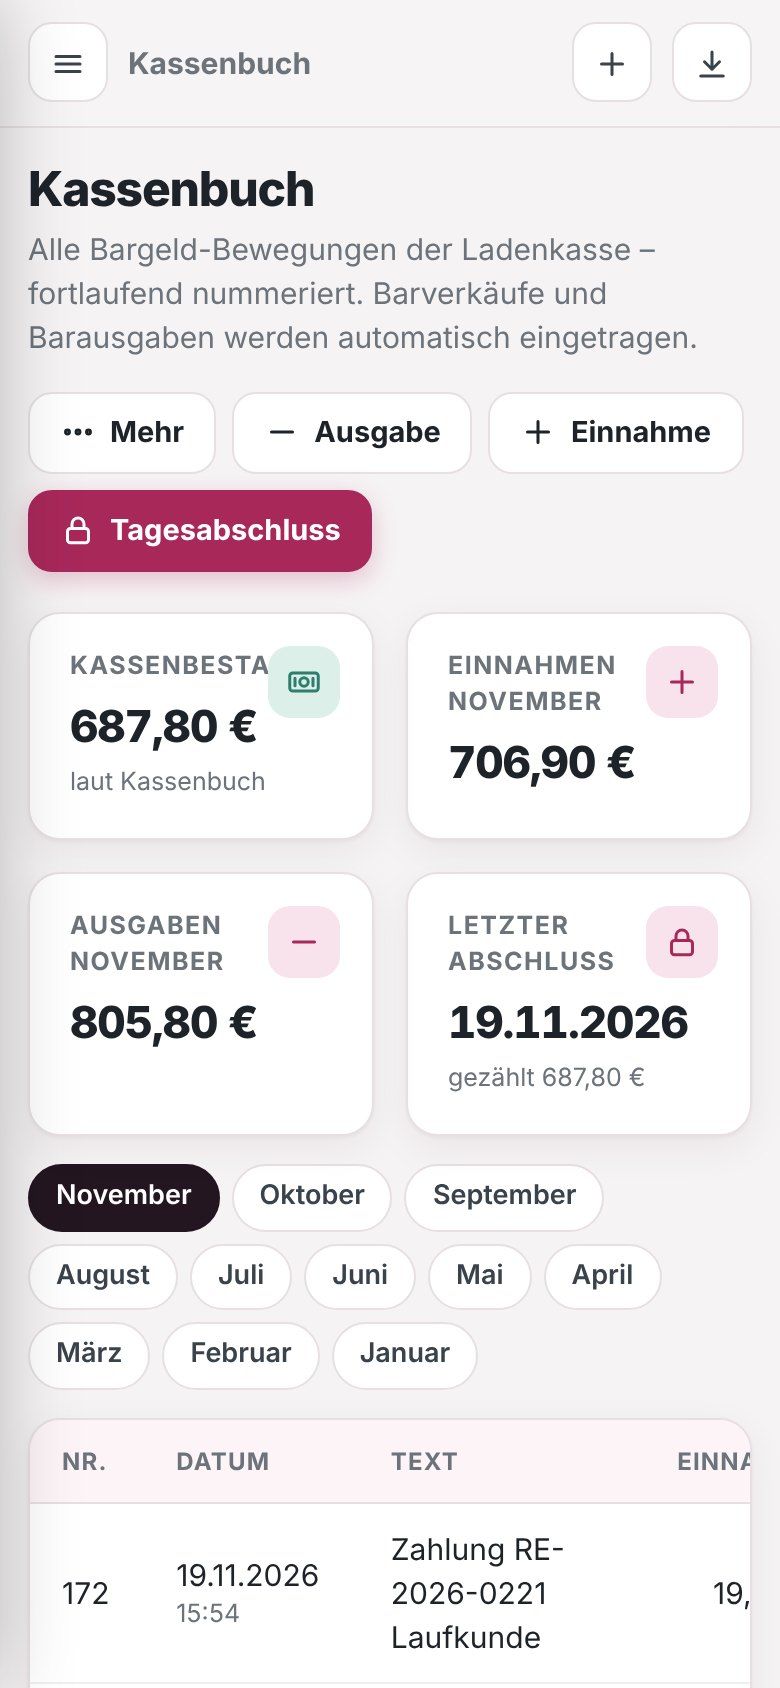 Kassenbuch
Kassenbuch
Alle Bargeld-Bewegungen der Ladenkasse –
fortlaufend nummeriert. Barverkäufe und
Barausgaben werden automatisch eingetragen.
Mehr
Ausgabe
Einnahme
Tagesabschluss
KASSENBESTA
687,80 €
laut Kassenbuch
EINNAHMEN
NOVEMBER
706,90 €
AUSGABEN
NOVEMBER
805,80 €
LETZTER
ABSCHLUSS
19.11.2026
gezählt 687,80 €
November Oktober September
August Juli Juni Mai April
März Februar Januar
NR. DATUM TEXT EINNA
172
19.11.2026
15:54
Zahlung RE-
2026-0221
Laufkunde
19,